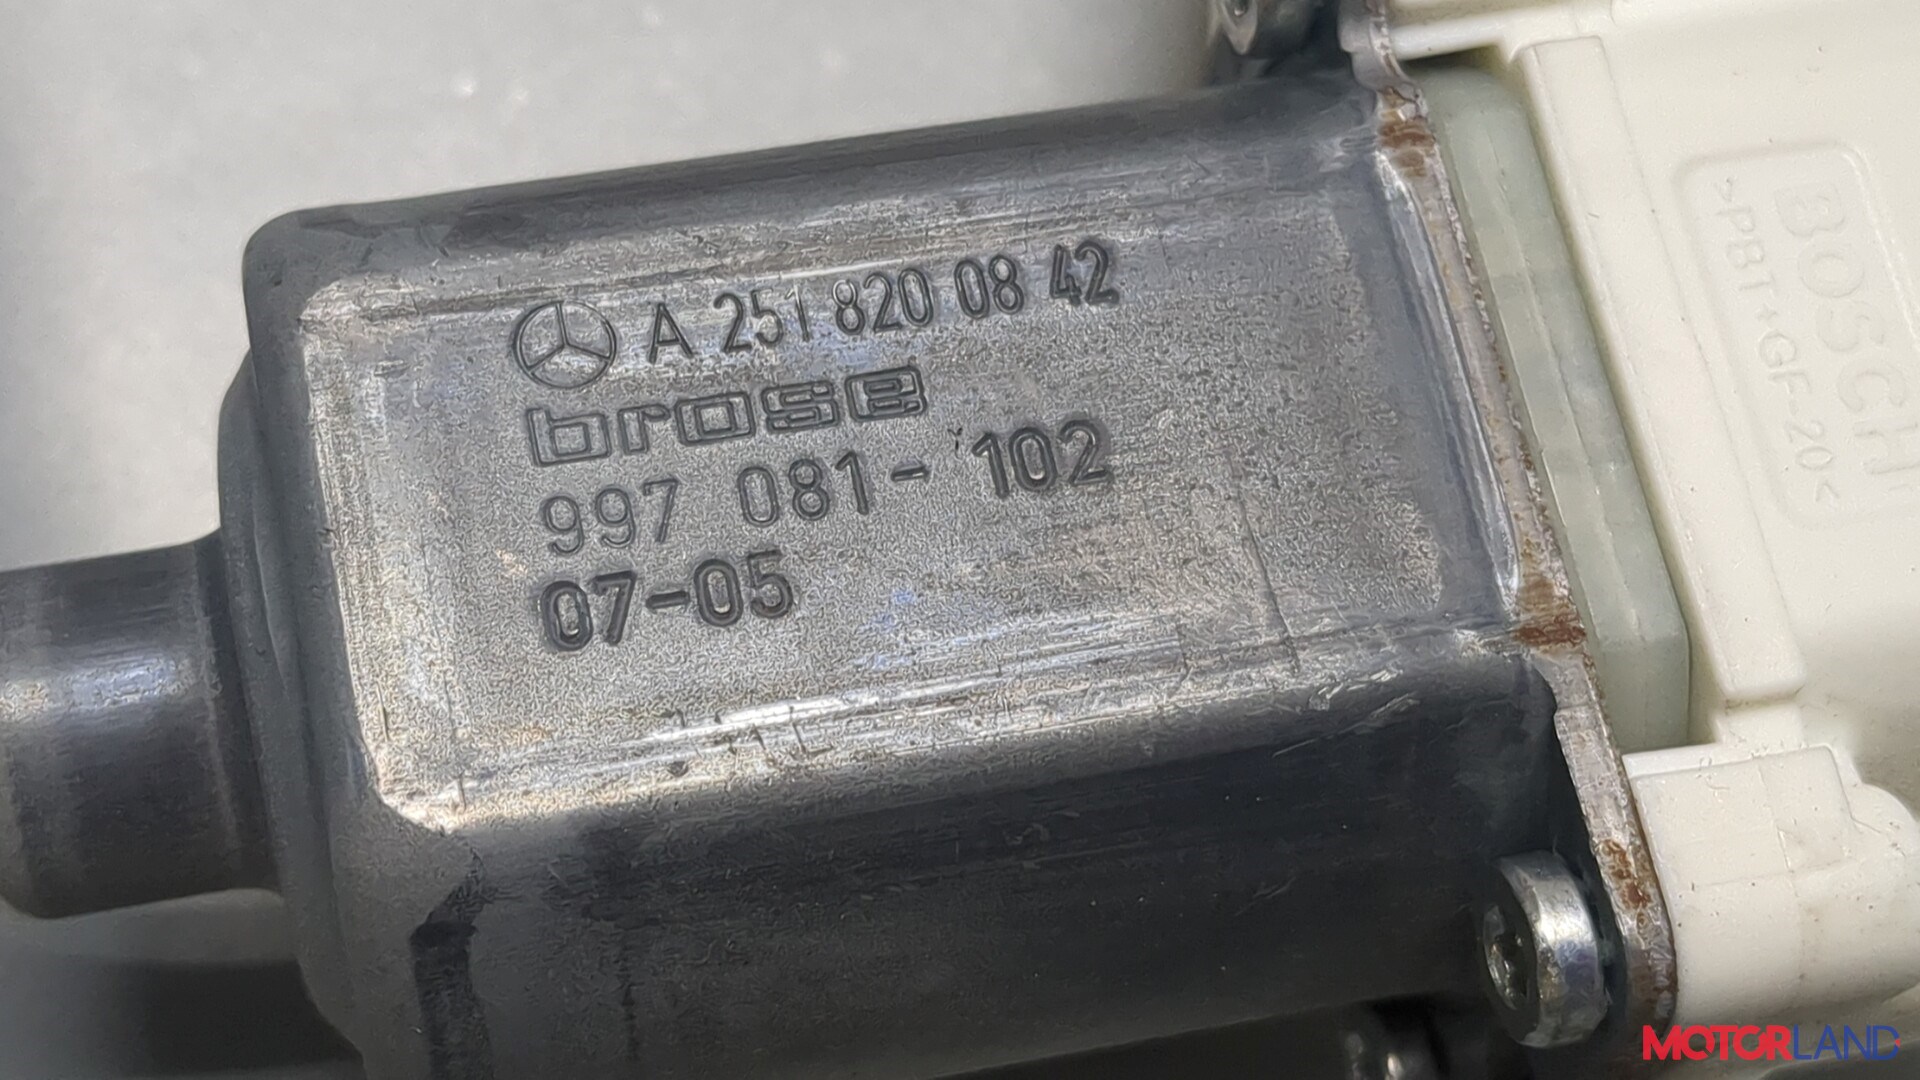 A 251 820 08 42
brose
997 081-102
07-05
BOSCH
>PBT+GF-20<
MOTORLAND